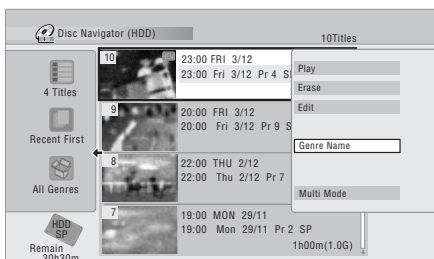 Disc Navigator (HDD)
10Titles
4 Titles
Recent First
All Genres
HDD
SP
Remain
30h30m
10
23:00 FRI 3/12
23:00 Fri 3/12 Pr 4
9
20:00 FRI 3/12
20:00 Fri 3/12 Pr 9 S
8
22:00 THU 2/12
22:00 Thu 2/12 Pr 7
7
19:00 MON 29/11
19:00 Mon 29/11 Pr 2 SP
1h00m(1.0G)
Play
Erase
Edit
Genre Name
Multi Mode